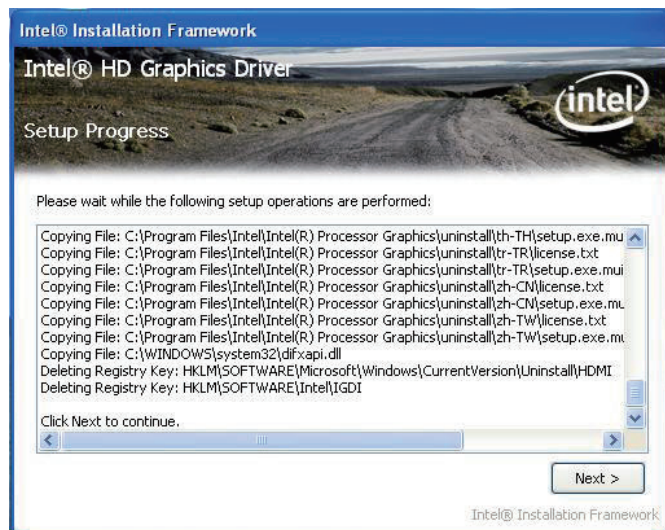 Intel® Installation Framework
Intel® HD Graphics Driver
intel
Setup Progress
Please wait while the following setup operations are performed:
Copying File: C:\Program Files\Intel\Intel(R) Processor Graphics\uninstall\th-TH\setup.exe.mu
Copying File: C:\Program Files\Intel\Intel(R) Processor Graphics\uninstall\tr-TR\license.txt
Copying File: C:\Program Files\Intel\Intel(R) Processor Graphics\uninstall\tr-TR\setup.exe.mui
Copying File: C:\Program Files\Intel\Intel(R) Processor Graphics\uninstall\zh-CN\license.txt
Copying File: C:\Program Files\Intel\Intel(R) Processor Graphics\uninstall\zh-CN\setup.exe.mu
Copying File: C:\Program Files\Intel\Intel(R) Processor Graphics\uninstall\zh-TW\license.txt
Copying File: C:\Program Files\Intel\Intel(R) Processor Graphics\uninstall\zh-TW\setup.exe.mu
Copying File: C:\WINDOWS\system32\difxapi.dll
Deleting Registry Key: HKLM\SOFTWARE\Microsoft\Windows\CurrentVersion\Uninstall\HDMI
Deleting Registry Key: HKLM\SOFTWARE\Intel\IGDI
Click Next to continue.
Next >
Intel® Installation Framework